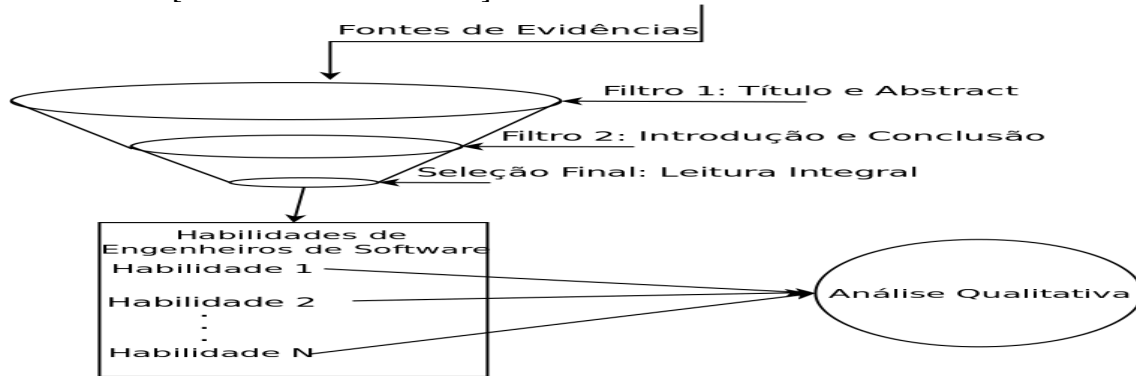 Fontes de Evidências
Filtro 1: Título e Abstract
Filtro 2: Introdução e Conclusão
Seleção Final: Leitura Integral
Habilidades de
Engenheiros de Software
Habilidade 1
Habilidade 2
Habilidade N
Análise Qualitativa